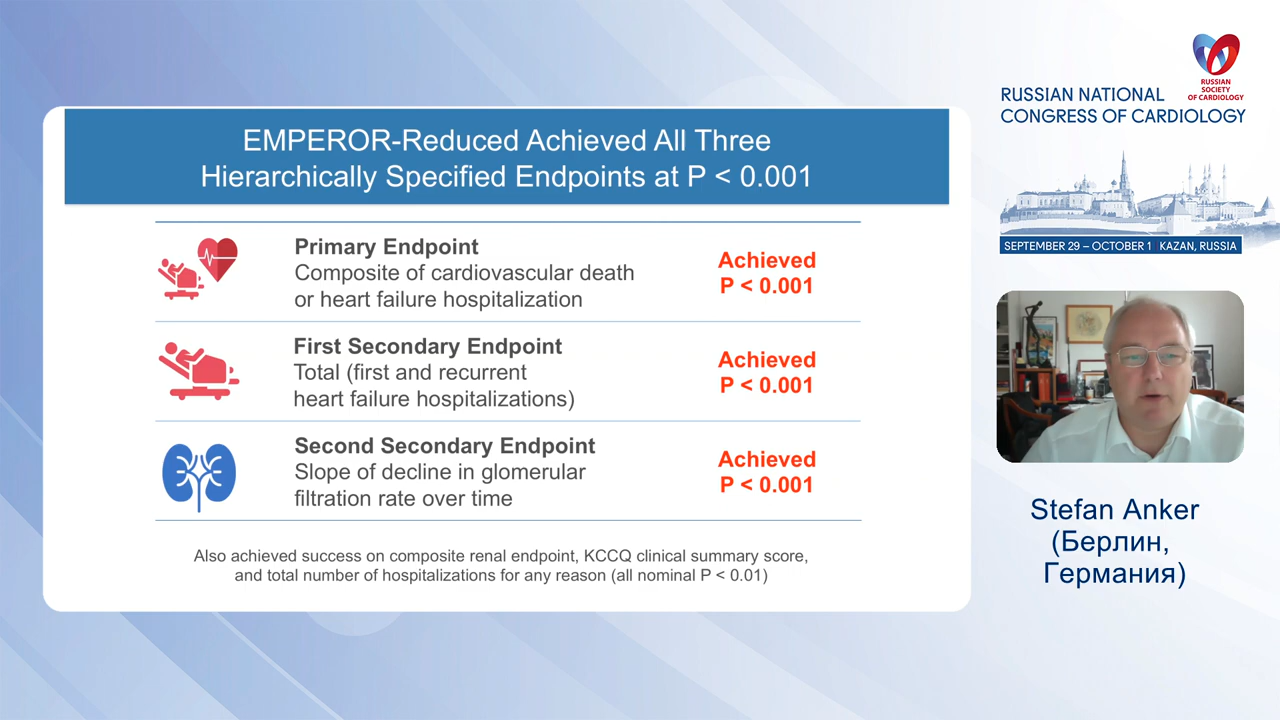 EMPEROR-Reduced Achieved All Three
Hierarchically Specified Endpoints at P < 0.001
Primary Endpoint
Composite of cardiovascular death
or heart failure hospitalization
Achieved
P < 0.001
First Secondary Endpoint
Total (first and recurrent
heart failure hospitalizations)
Achieved
P < 0.001
Second Secondary Endpoint
Slope of decline in glomerular
filtration rate over time
Achieved
P < 0.001
Also achieved success on composite renal endpoint, KCCQ clinical summary score,
and total number of hospitalizations for any reason (all nominal P < 0.01)
RUSSIAN
SOCIETY
OF CARDIOLOGY
RUSSIAN NATIONAL
CONGRESS OF CARDIOLOGY
SEPTEMBER 29 – OCTOBER 1 KAZAN, RUSSIA
Stefan Anker
(Берлин,
Германия)